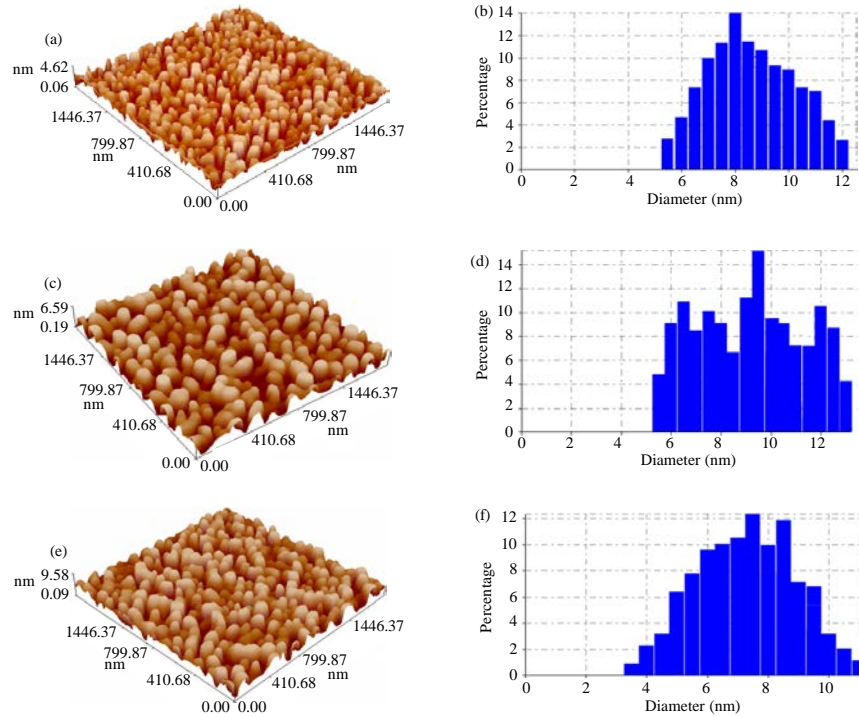 (a)
nm
4.62
0.06
1446.37
799.87
nm
410.68
0.00
0.00
410.68
nm
799.87
1446.37
(b)
14
12
10
8
6
4
2
0
Percentage
0 2 4 6 8 10 12
Diameter (nm)
(c)
nm
6.59
0.19
1446.37
799.87
nm
410.68
0.00
0.00
410.68
nm
799.87
1446.37
(d)
14
12
10
8
6
4
2
0
Percentage
0 2 4 6 8 10 12
Diameter (nm)
(e)
nm
9.58
0.09
1446.37
799.87
nm
410.68
0.00
0.00
410.68
nm
799.87
1446.37
(f)
12
10
8
6
4
2
0
Percentage
0 2 4 6 8 10
Diameter (nm)